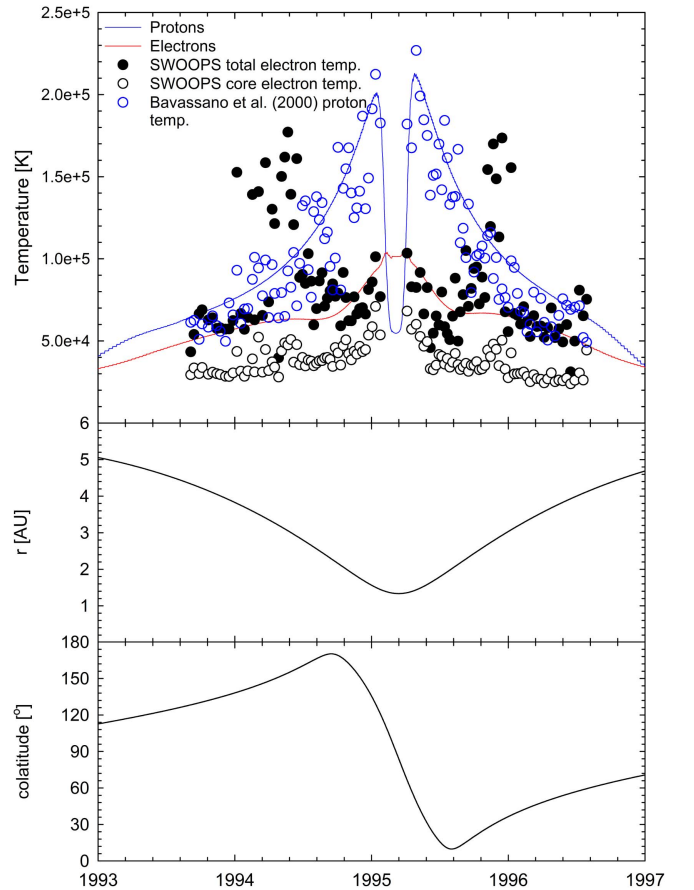 2.5e+5
Protons
Electrons
SWOOPS total electron temp.
2.0e+5
SWOOPS core electron temp.
Bavassano et al. (2000) proton
temp.
1.5e+5
Temperature [K]
1.0e+5
5.0e+4
6
5
4
3
2
1
r [AU]
180
150
120
90
60
30
0
colatitude [°]
1993 1994 1995 1996 1997